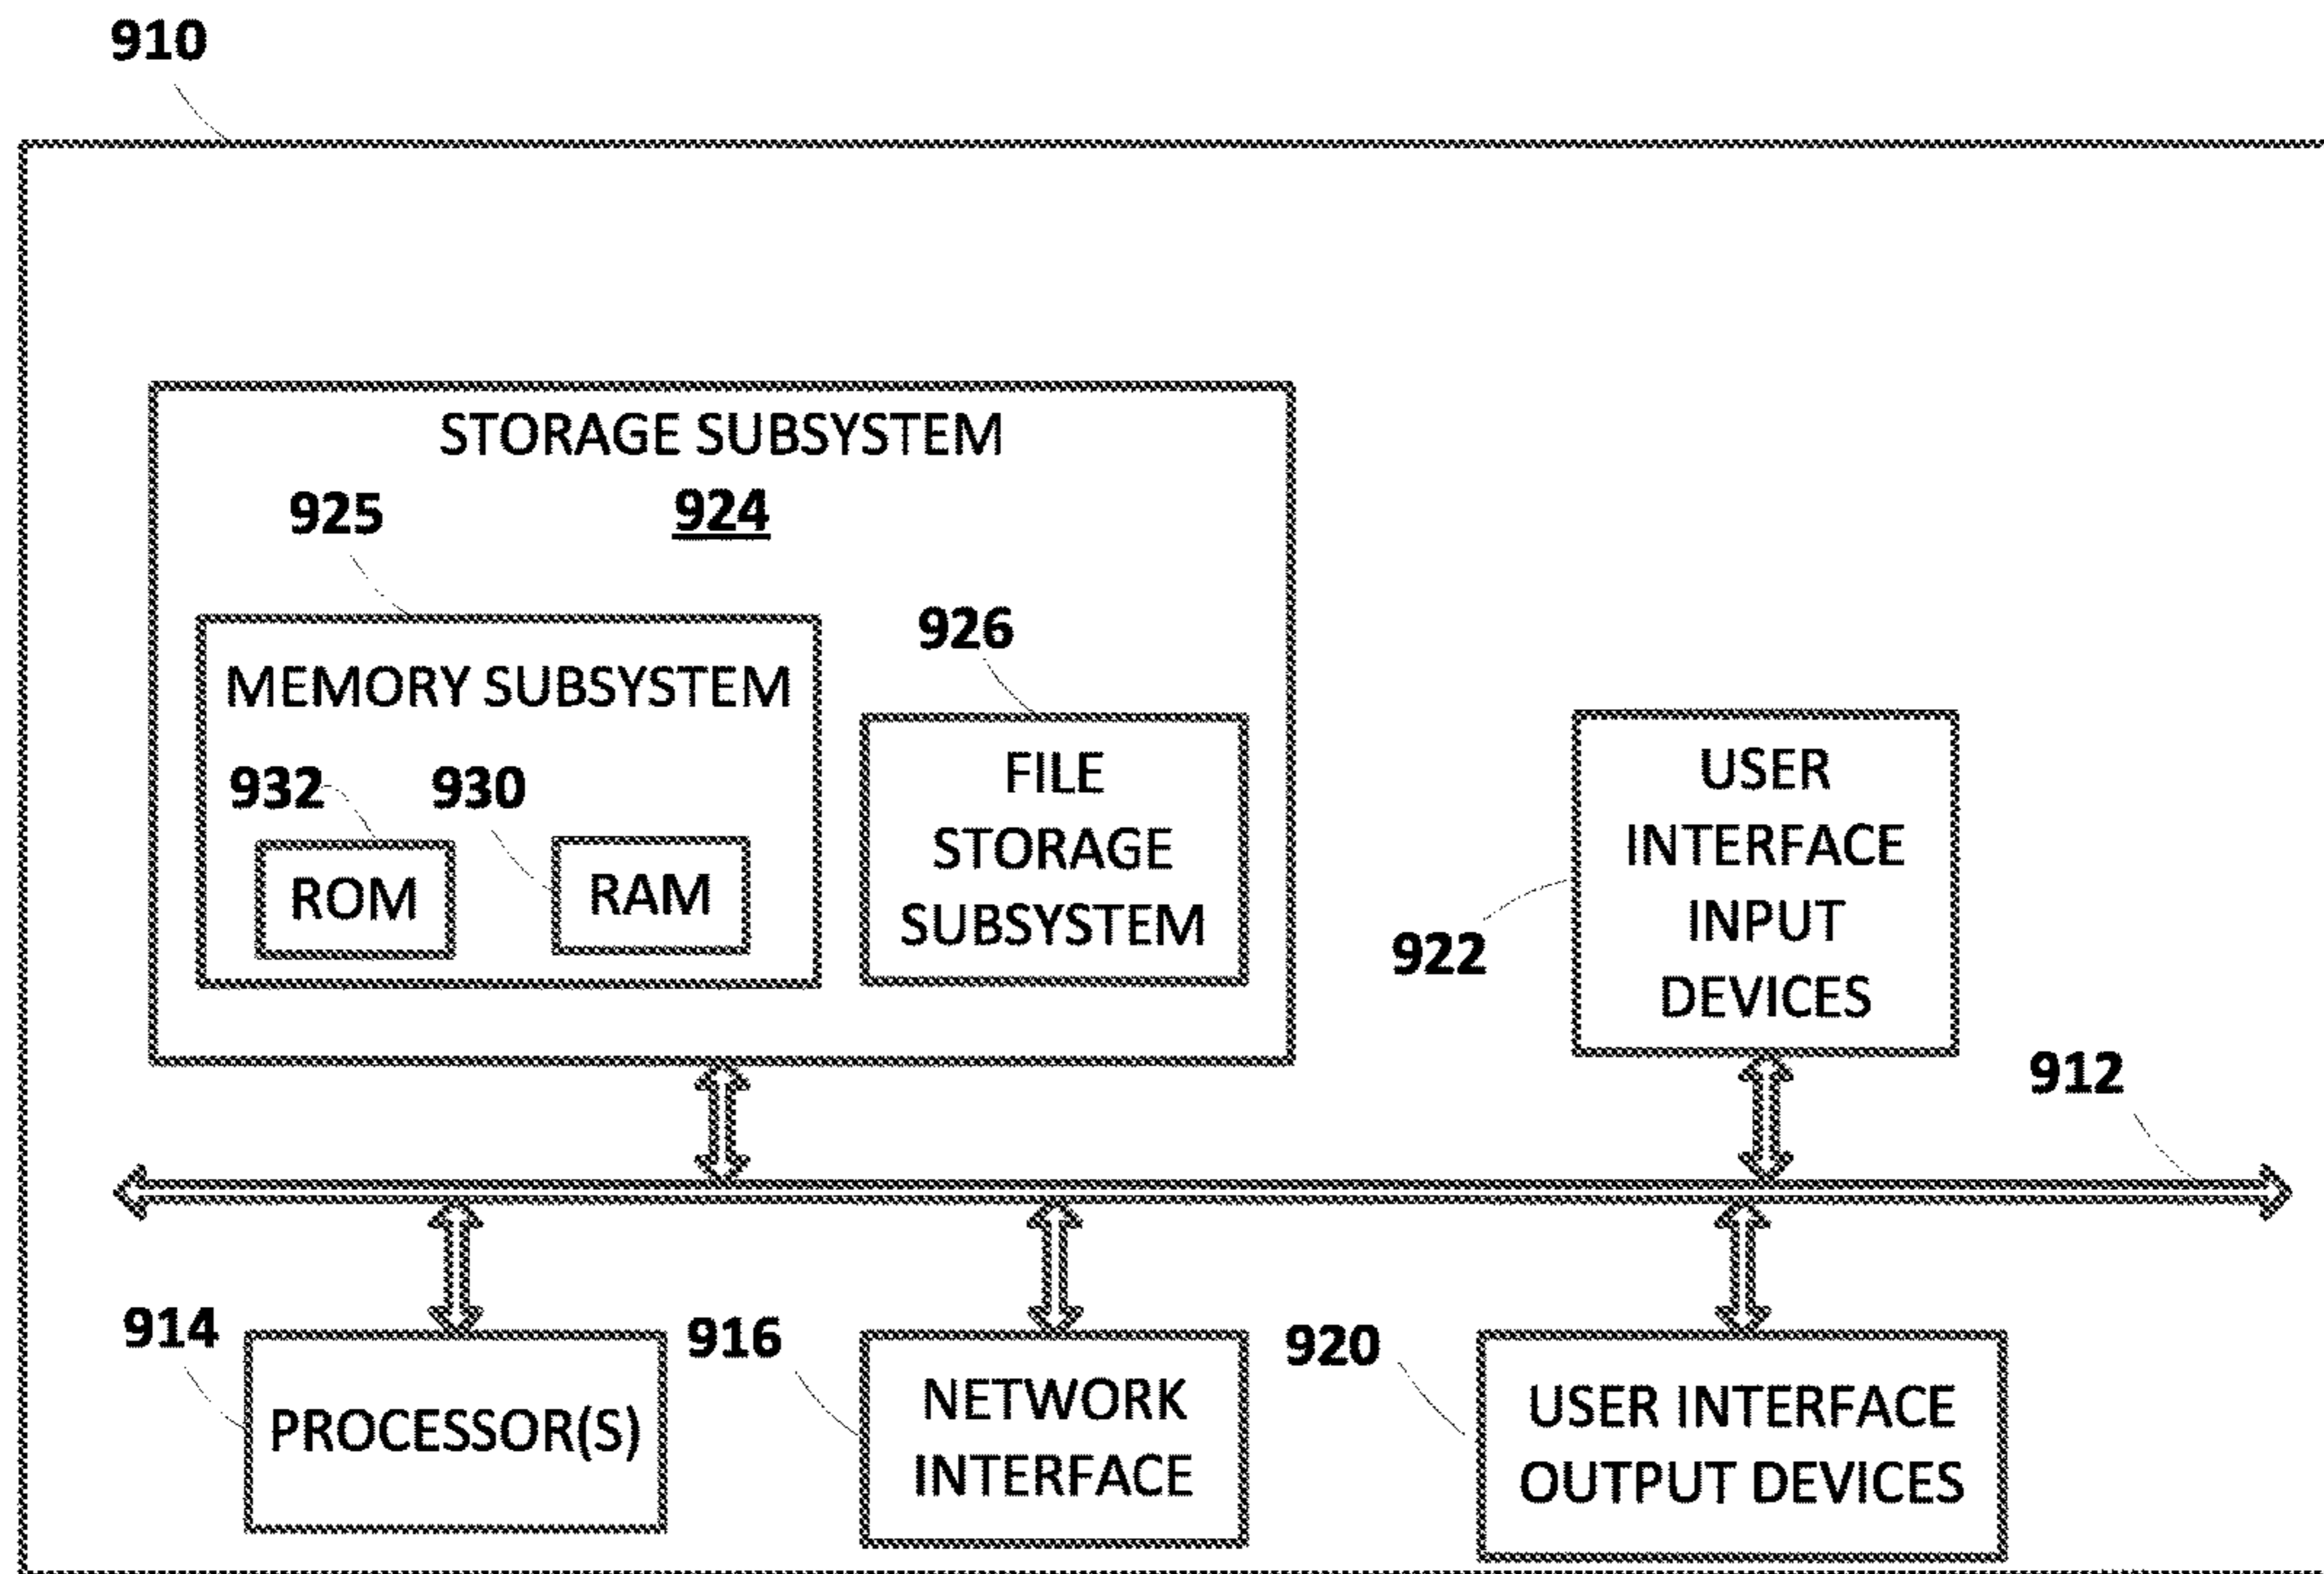 910
STORAGE SUBSYSTEM
925
924
926
MEMORY SUBSYSTEM
932
930
ROM
RAM
FILE
STORAGE
SUBSYSTEM
USER
INTERFACE
INPUT
DEVICES
922
912
914
PROCESSOR(S)
916
NETWORK
INTERFACE
920
USER INTERFACE
OUTPUT DEVICES